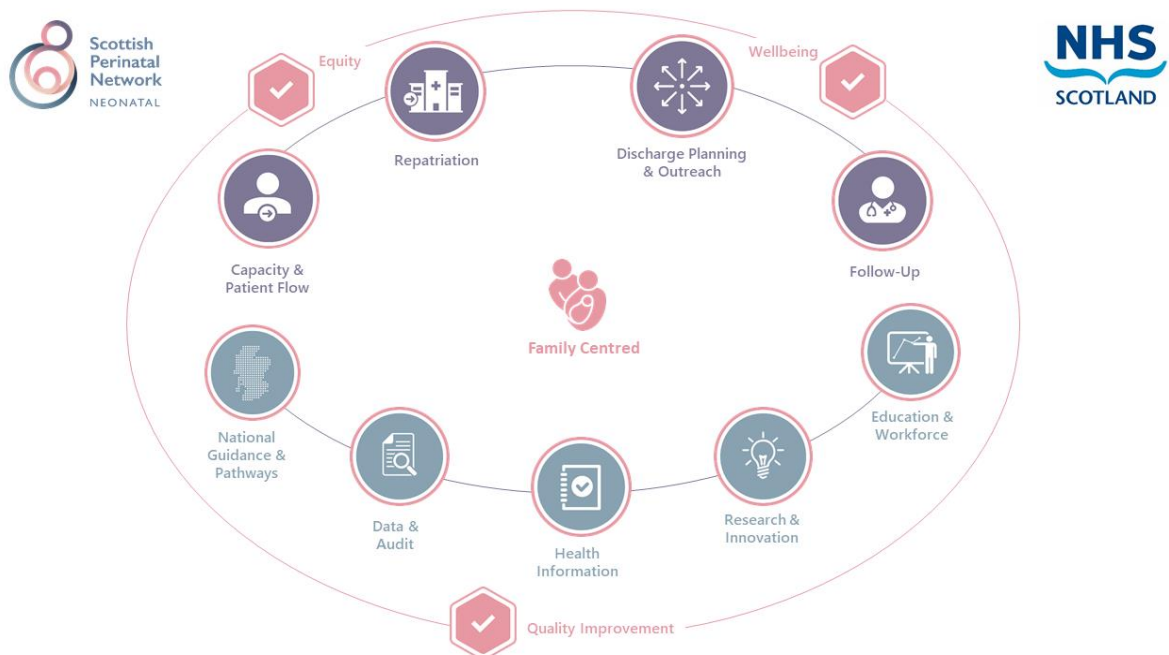 Scottish
Perinatal
Network
NEONATAL
Equity
Wellbeing
NHS
SCOTLAND
Repatriation
Discharge Planning
& Outreach
Capacity &
Patient Flow
Follow-Up
Family Centred
National
Guidance &
Pathways
Education &
Workforce
Data &
Audit
Research &
Innovation
Health
Information
Quality Improvement